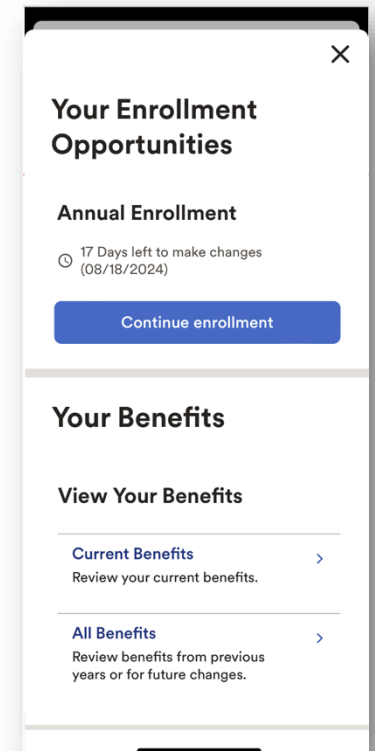 Your Enrollment
Opportunities
Annual Enrollment
17 Days left to make changes
(08/18/2024)
Continue enrollment
Your Benefits
View Your Benefits
Current Benefits
Review your current benefits.
All Benefits
Review benefits from previous
years or for future changes.